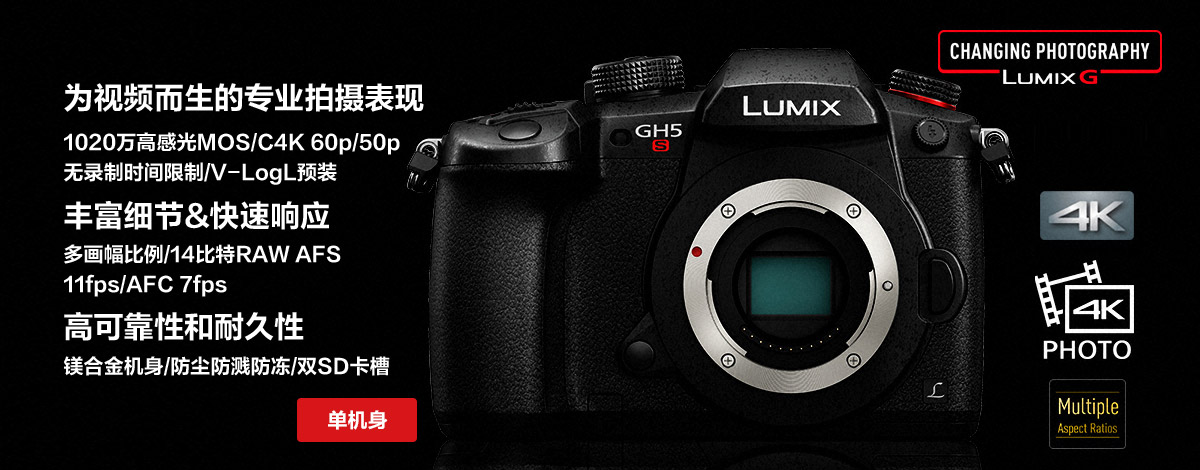 为视频而生的专业拍摄表现
1020万高感光MOS/C4K 60p/50p
无录制时间限制/V-LogL预装
丰富细节&快速响应
多画幅比例/14比特RAW AFS
11fps/AFC 7fps
高可靠性和耐久性
镁合金机身/防尘防溅防冻/双SD卡槽
单机身
LUMIX
GH5
S
L
CHANGING PHOTOGRAPHY
LUMIX G
4K
4K
PHOTO
Multiple
Aspect Ratios